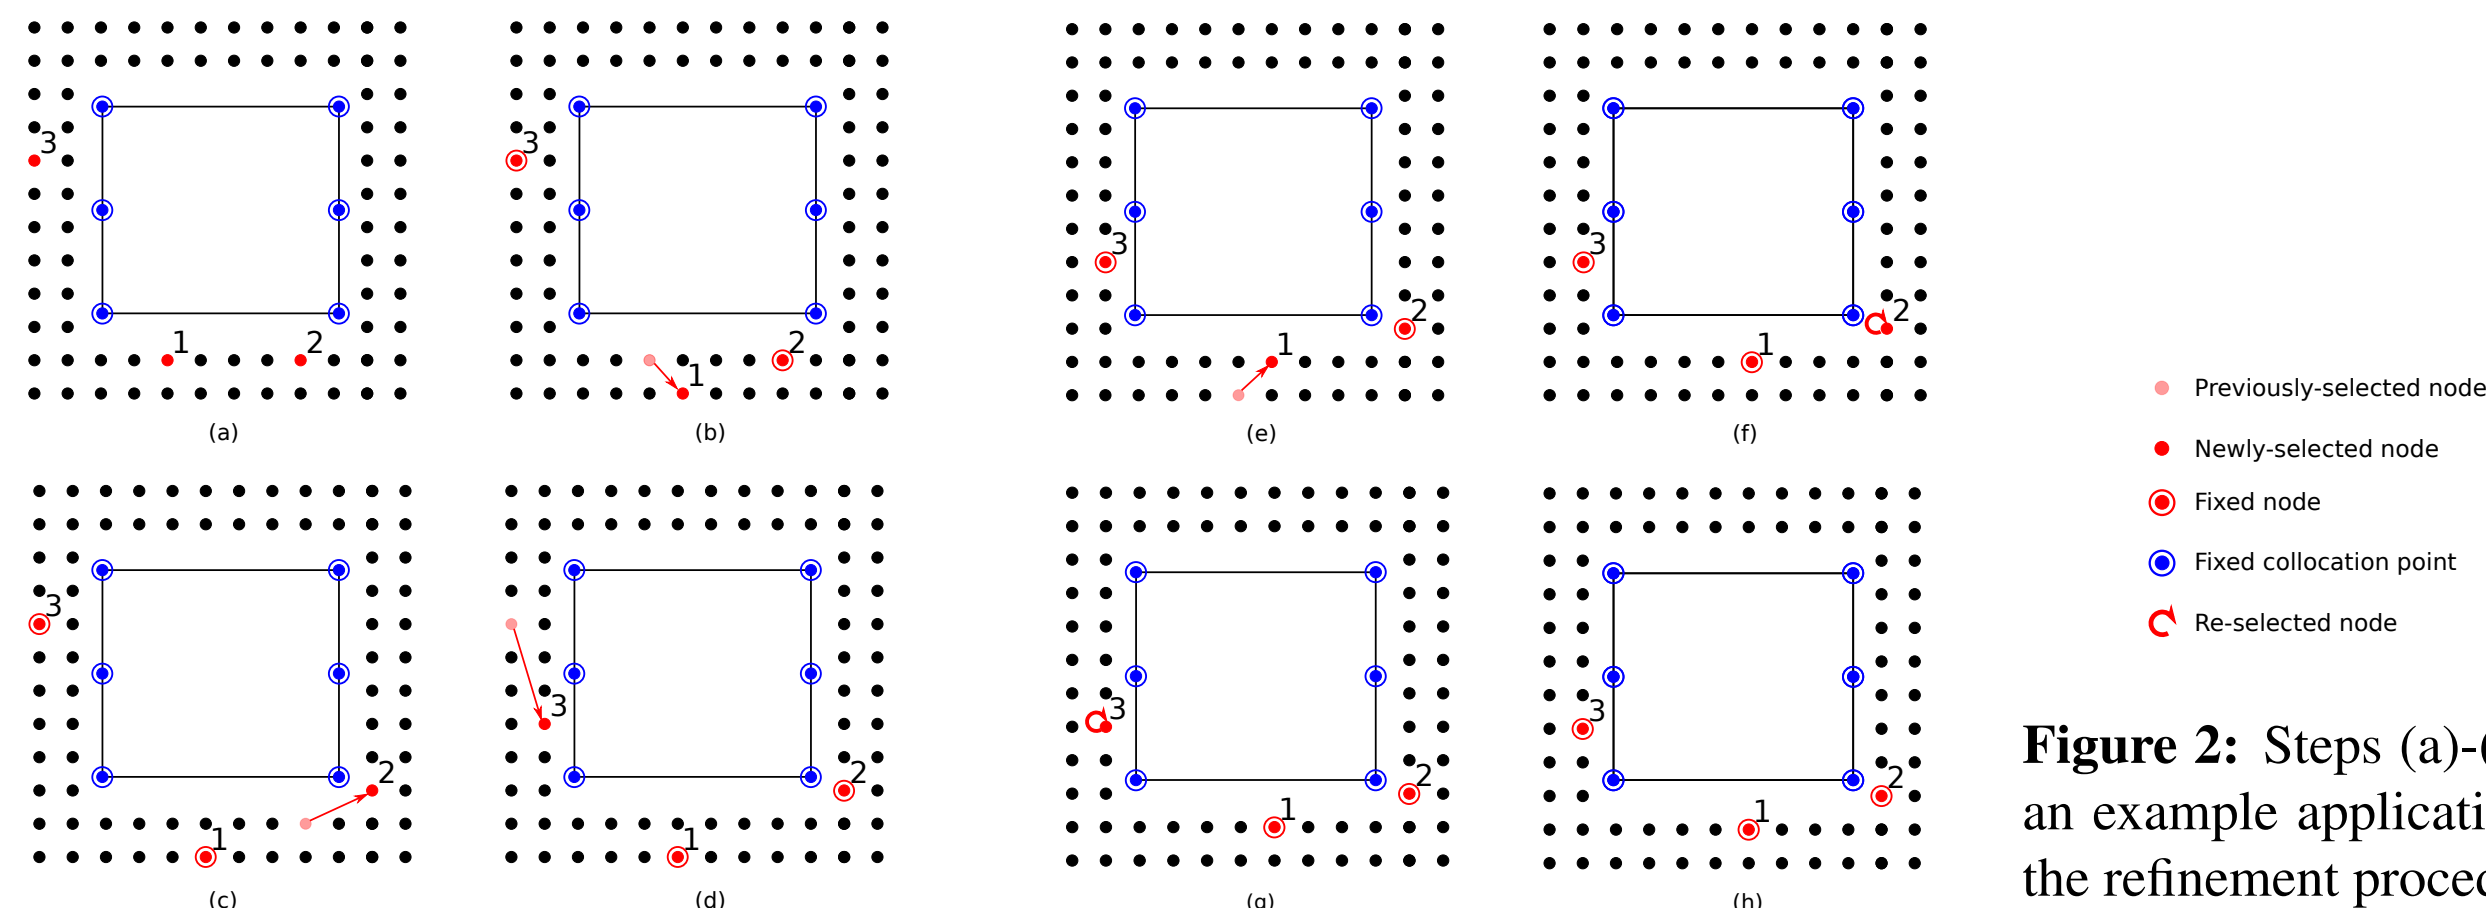 3
1
2
(a)
3
2
1
(b)
3
2
1
(e)
3
2
1
(f)
3
2
1
(c)
3
2
1
(d)
3
2
1
(g)
3
2
1
(h)
Previously-selected node
Newly-selected node
Fixed node
Fixed collocation point
Re-selected node
Figure 2: Steps (a)-(
an example
the refinement